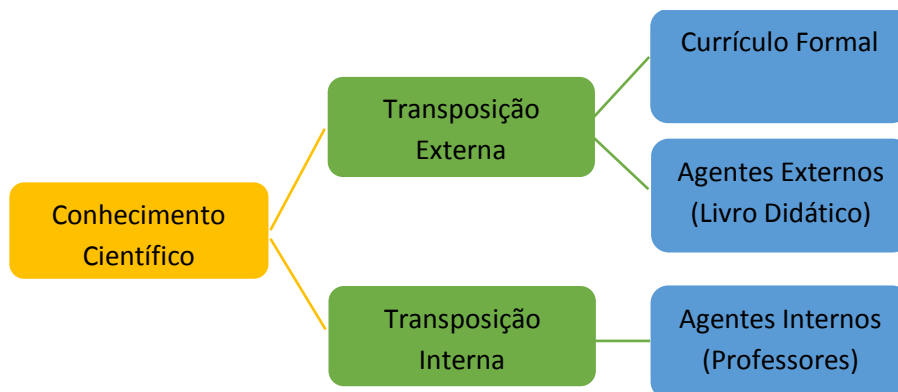 Currículo Formal
Transposição
Externa
Agentes Externos
(Livro Didático)
Conhecimento
Científico
Transposição
Interna
Agentes Internos
(Professores)